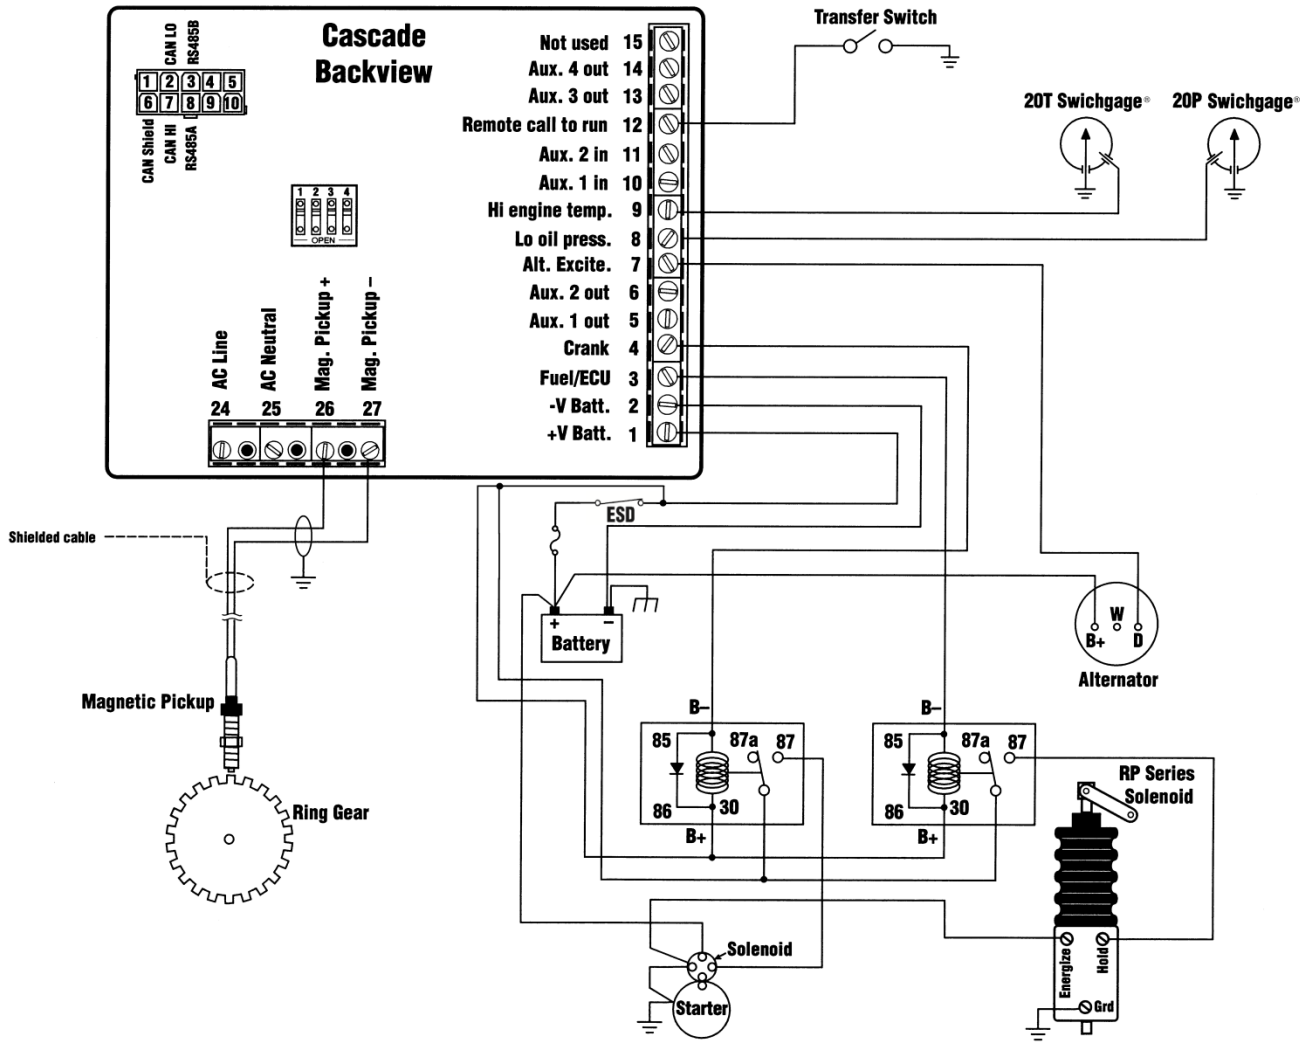 Cascade
Backview
CAN LO
RS485B
1 2 3 4 5
6 7 8 9 10
CAN Shield
CAN HI
RS485A
1 2 3 4
OPEN
Not used 15
Aux. 4 out 14
Aux. 3 out 13
Remote call to run 12
Aux. 2 in 11
Aux. 1 in 10
Hi engine temp. 9
Lo oil press. 8
Alt. Excite. 7
Aux. 2 out 6
Aux. 1 out 5
Crank 4
Fuel/ECU 3
-V Batt. 2
+V Batt. 1
AC Line
AC Neutral
Mag. Pickup +
Mag. Pickup –
24 25 26 27
Transfer Switch
20T Swichgage®
20P Swichgage®
Shielded cable
ESD
+ –
Battery
W
B+ D
Alternator
Magnetic Pickup
Ring Gear
B–
85 87a 87
86 30
B+
B–
85 87a 87
86 30
B+
RP Series
Solenoid
Energize
Hold
Grd
Solenoid
Starter